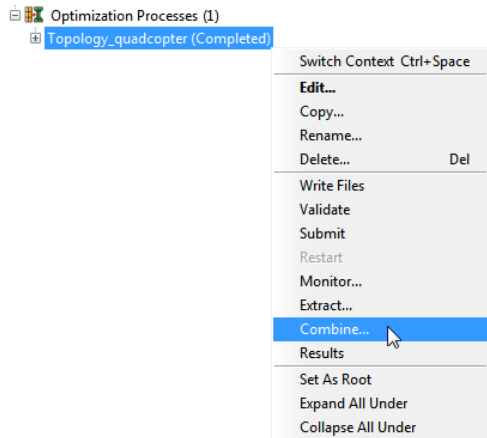 Optimization Processes (1)
Topology_quadcopter (Completed)
Switch Context Ctrl+Space
Edit...
Copy...
Rename...
Delete... Del
Write Files
Validate
Submit
Restart
Monitor...
Extract...
Combine...
Results
Set As Root
Expand All Under
Collapse All Under